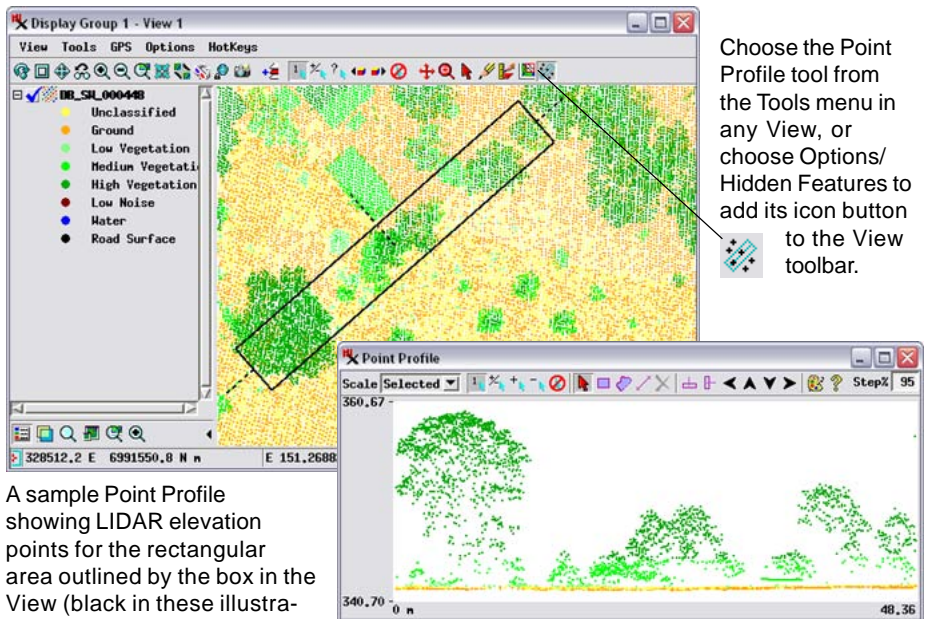 Display Group 1 - View 1
View Tools GPS Options HotKeys
DB_SH_000448
Unclassified
Ground
Low Vegetation
Medium Vegetati
High Vegetation
Low Noise
Water
Road Surface
328512.2 E 6991550.8 N m
E 151.2688
Choose the Point
Profile tool from
the Tools menu in
any View, or
choose Options/
Hidden Features to
add its icon button
to the View
toolbar.
Point Profile
Scale Selected
Step% 95
360.67
340.70
0 m
48.36
A sample Point Profile
showing LIDAR elevation
points for the rectangular
area outlined by the box in the
View (black in these illustra-